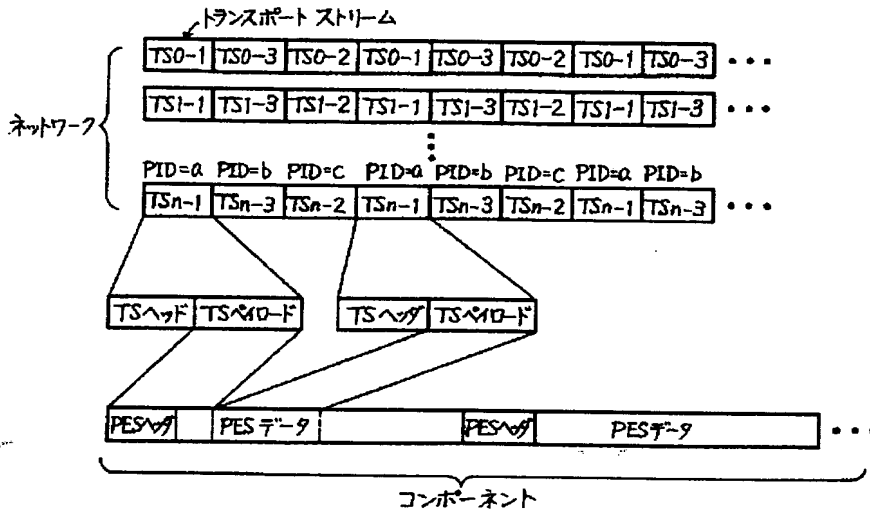 トランスポート ストリーム
TS0-1 TS0-3 TS0-2 TS0-1 TS0-3 TS0-2 TS0-1 TS0-3 ・・・
TS1-1 TS1-3 TS1-2 TS1-1 TS1-3 TS1-2 TS1-1 TS1-3 ・・・
ネットワーク
PID=a PID=b PID=c PID=a PID=b PID=c PID=a PID=b
TSn-1 TSn-3 TSn-2 TSn-1 TSn-3 TSn-2 TSn-1 TSn-3 ・・・
TSヘッド TSペイロード TSヘッダ TSペイロード
PESヘッダ PESデータ PESヘッダ PESデータ ・・・
コンポーネント